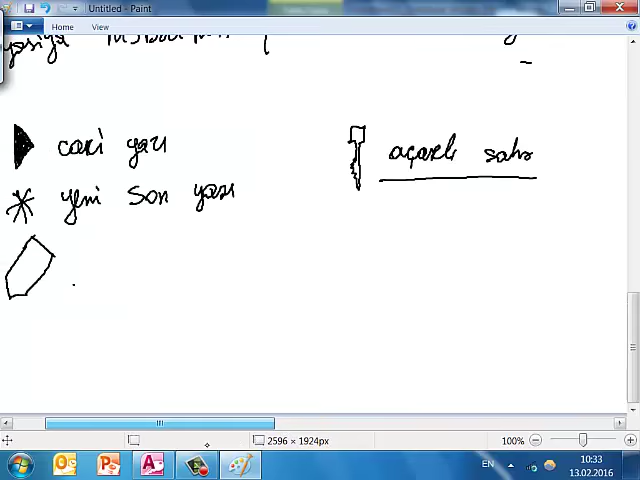 Untitled - Paint
Home View
cari yazı
açarlı sahə
yeni son yazı
2596 × 1924px
100%
EN
10:33
13.02.2016